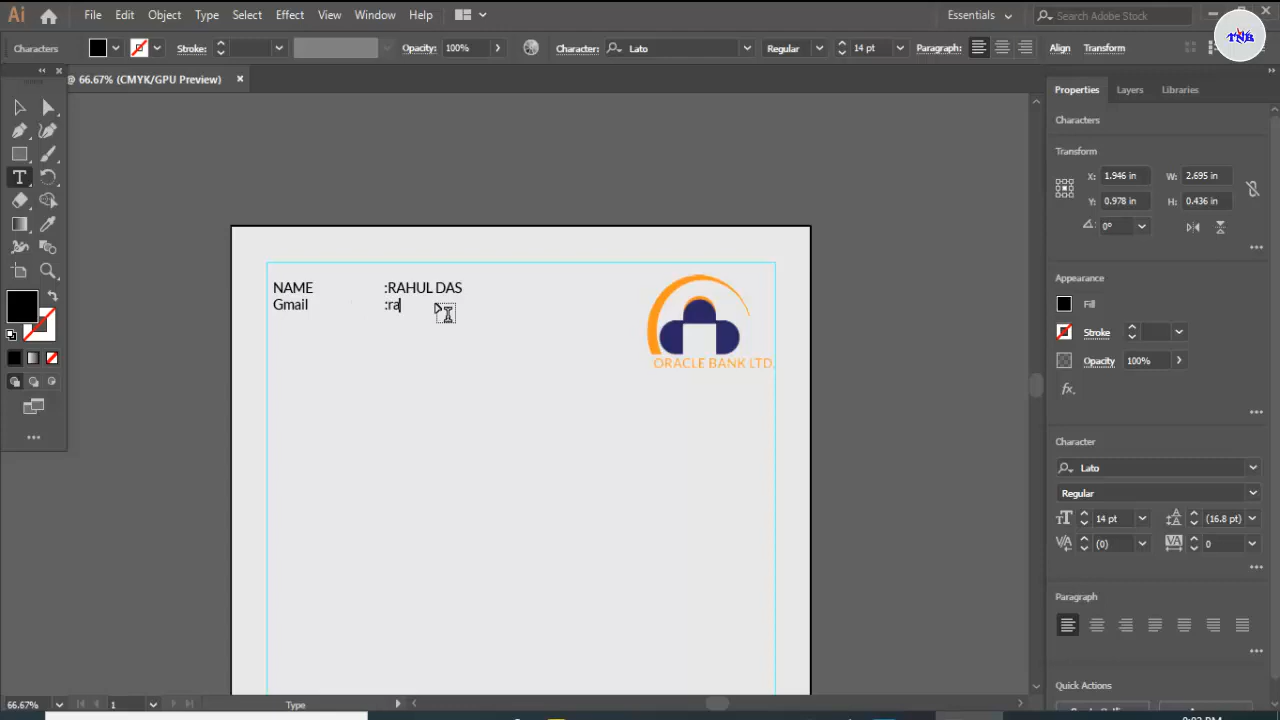 Ai File Edit Object Type Select Effect View Window Help Essentials Search Adobe Stock
TNR
Characters Stroke: Opacity: 100% Character: Lato Regular 14 pt Paragraph: Align Transform
@ 66.67% (CMYK/GPU Preview)
Properties Layers Libraries
Characters
Transform
X: 1.946 in W: 2.695 in
Y: 0.978 in H: 0.436 in
0°
NAME :RAHUL DAS
Gmail :ra
ORACLE BANK LTD.
Appearance
Fill
Stroke
Opacity 100%
fx.
Character
Lato
Regular
14 pt (16.8 pt)
(0) 0
Paragraph
Quick Actions
66.67% 1 Type